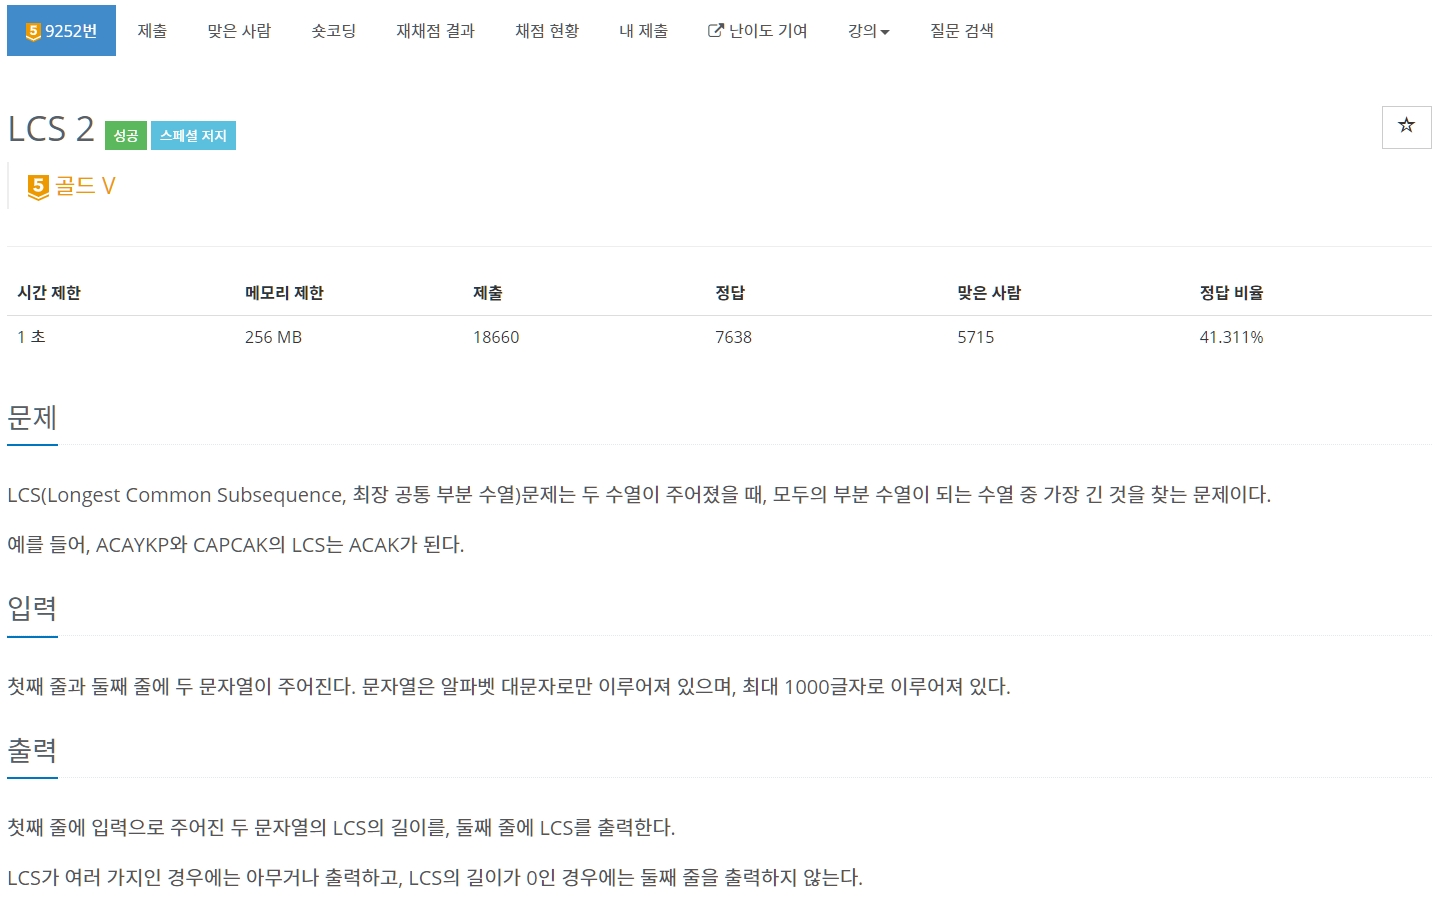 5 9252번 제출 맞은 사람 숏코딩 재채점 결과 채점 현황 내 제출 난이도 기여 강의 질문 검색
LCS 2 성공 스페셜 저지
5 골드 V
시간 제한 메모리 제한 제출 정답 맞은 사람 정답 비율
1 초 256 MB 18660 7638 5715 41.311%
문제
LCS(Longest Common Subsequence, 최장 공통 부분 수열)문제는 두 수열이 주어졌을 때, 모두의 부분 수열이 되는 수열 중 가장 긴 것을 찾는 문제이다.
예를 들어, ACAYKP와 CAPCAK의 LCS는 ACAK가 된다.
입력
첫째 줄과 둘째 줄에 두 문자열이 주어진다. 문자열은 알파벳 대문자로만 이루어져 있으며, 최대 1000글자로 이루어져 있다.
출력
첫째 줄에 입력으로 주어진 두 문자열의 LCS의 길이를, 둘째 줄에 LCS를 출력한다.
LCS가 여러 가지인 경우에는 아무거나 출력하고, LCS의 길이가 0인 경우에는 둘째 줄을 출력하지 않는다.